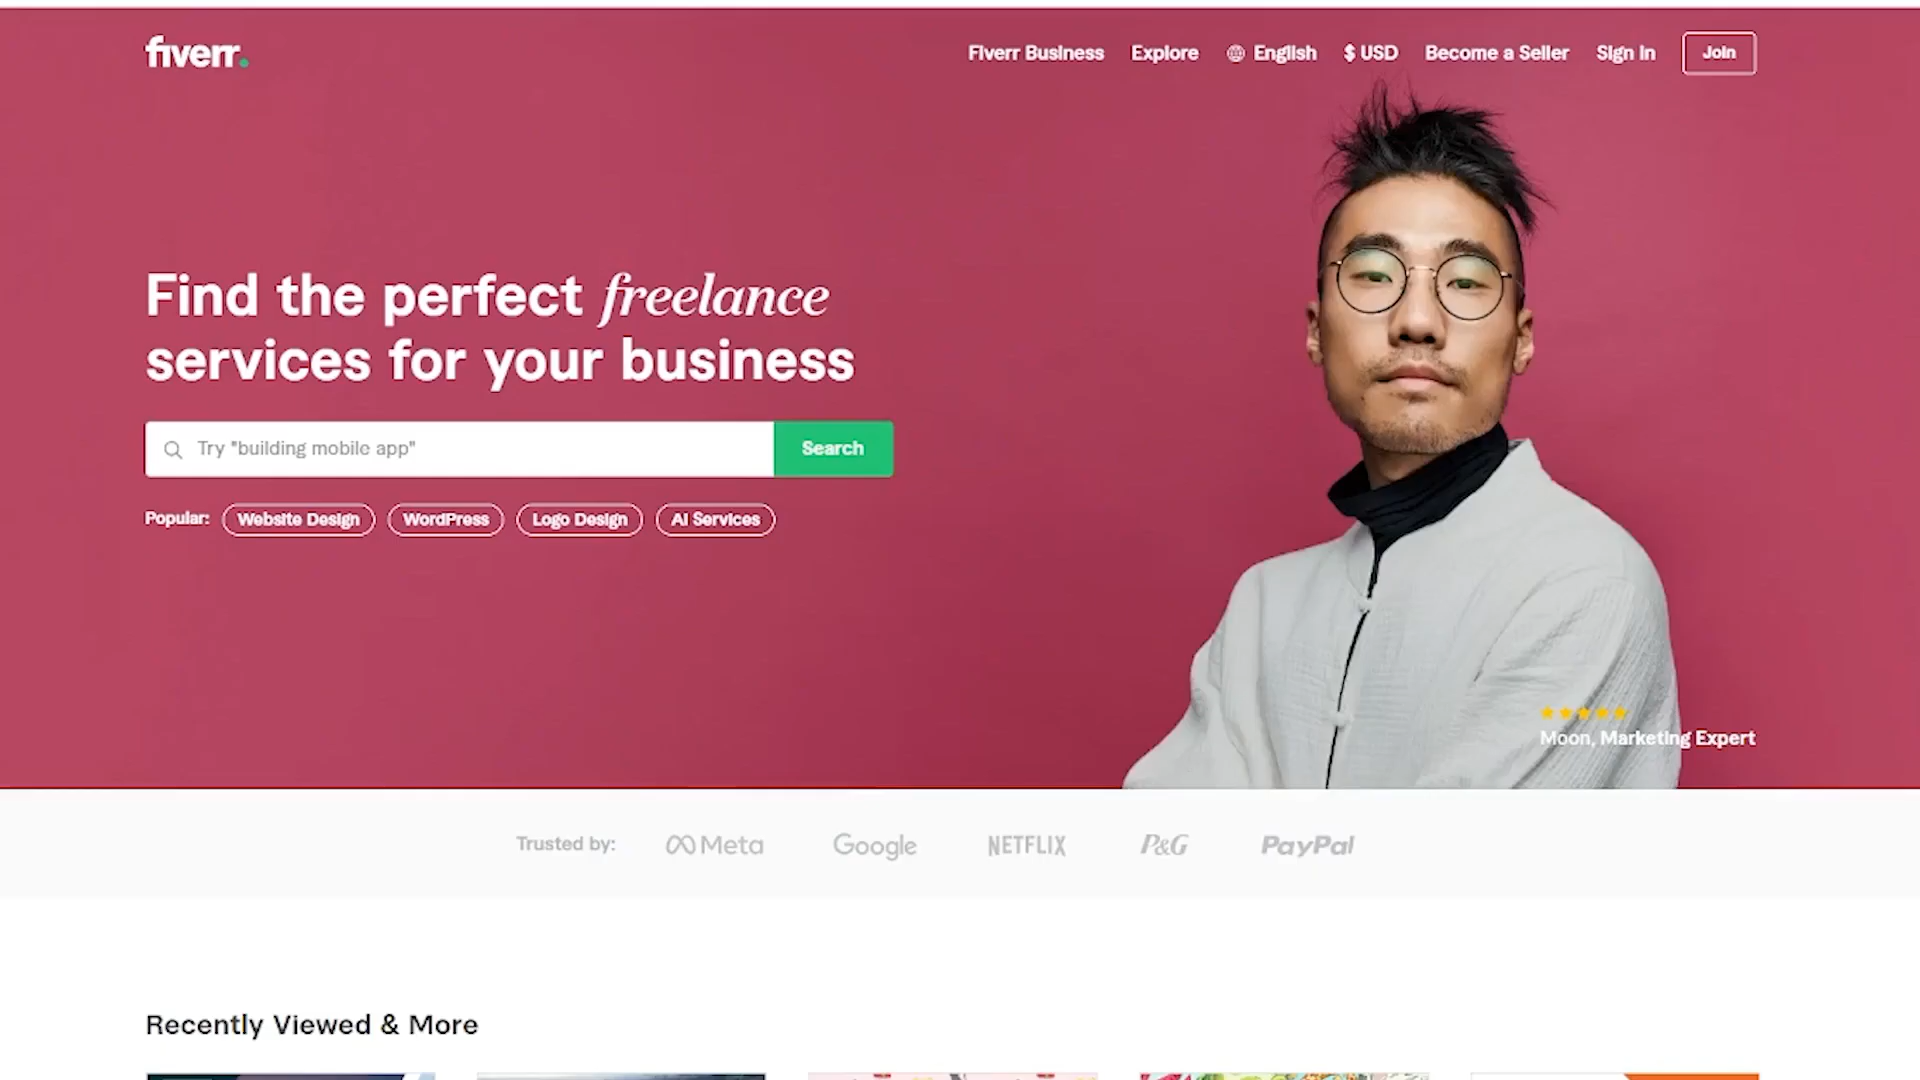 fiverr.
Fiverr Business
Explore
English
$ USD
Become a Seller
Sign in
Join
Find the perfect freelance
services for your business
Try "building mobile app"
Search
Popular:
Website Design
WordPress
Logo Design
AI Services
Moon, Marketing Expert
Trusted by:
Meta
Google
NETFLIX
P&G
PayPal
Recently Viewed & More